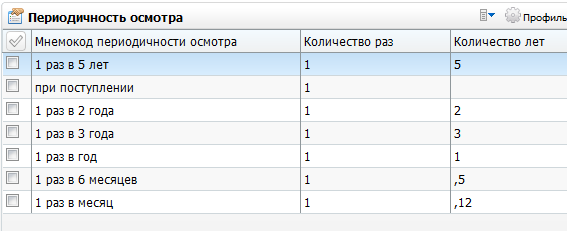 Периодичность осмотра Профиль
Мнемокод периодичности осмотра Количество раз Количество лет
1 раз в 5 лет 1 5
при поступлении 1
1 раз в 2 года 1 2
1 раз в 3 года 1 3
1 раз в год 1 1
1 раз в 6 месяцев 1 ,5
1 раз в месяц 1 ,12